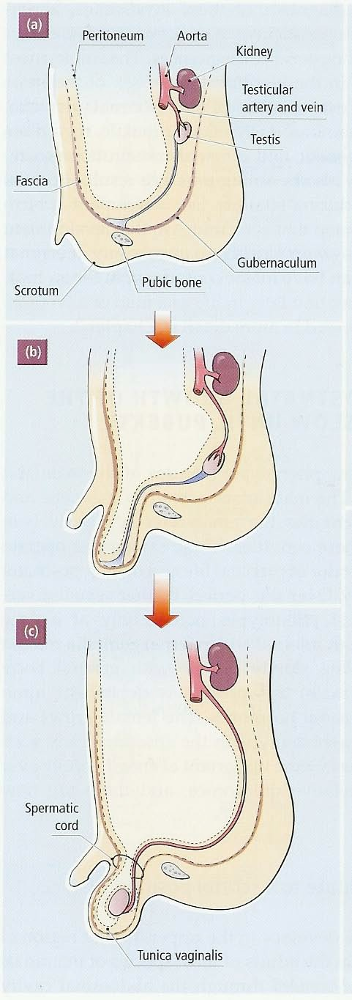 (a)
Peritoneum
Aorta
Kidney
Testicular
artery and vein
Testis
Fascia
Gubernaculum
Pubic bone
Scrotum
(b)
(c)
Spermatic
cord
Tunica vaginalis